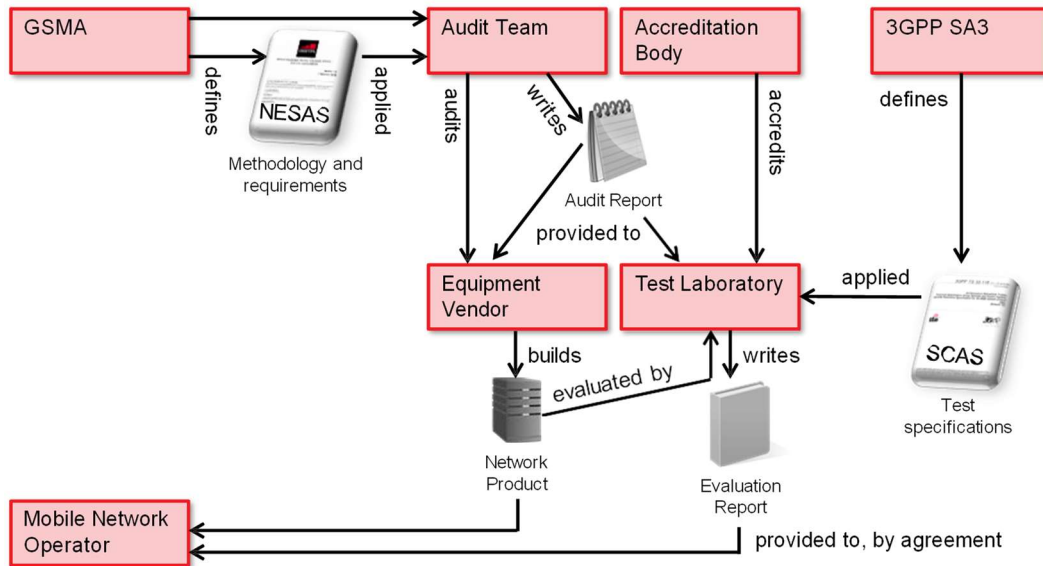 GSMA
Audit Team
Accreditation
Body
3GPP SA3
defines
NESAS
applied
Methodology and
requirements
audits
writes
Audit Report
accredits
defines
provided to
Equipment
Vendor
Test Laboratory
applied
SCAS
Test
specifications
builds
evaluated by
writes
Network
Product
Evaluation
Report
Mobile Network
Operator
provided to, by agreement